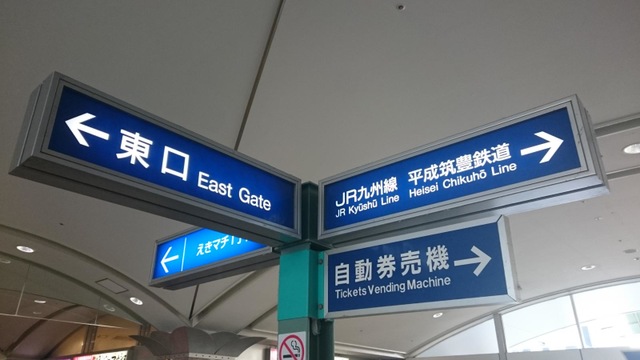 ← 東口 East Gate
JR九州線 平成筑豊鉄道 →
JR Kyūshū Line Heisei Chikuhō Line
えきマチ1丁
自動券売機 →
Tickets Vending Machine